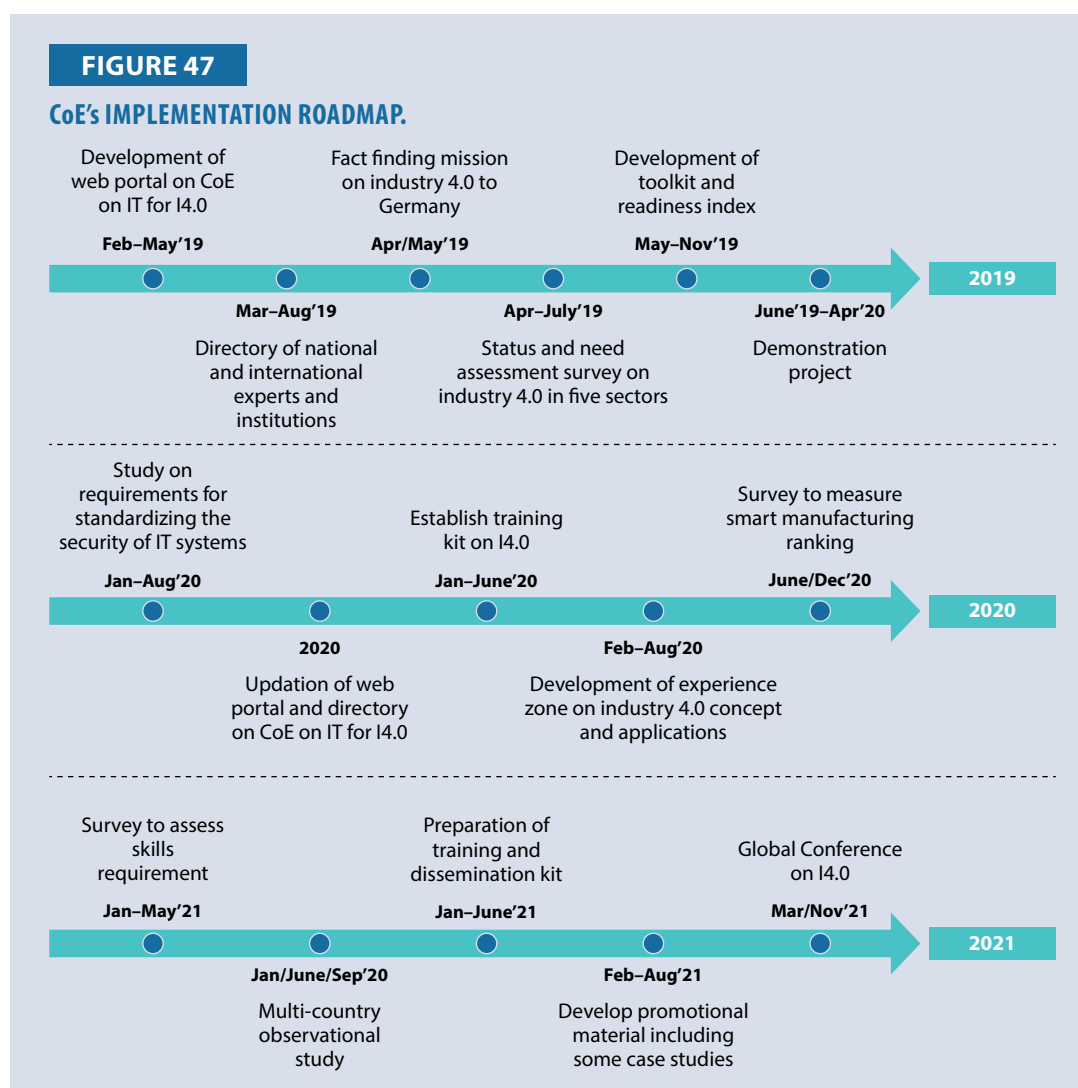 FIGURE 47
CoE's IMPLEMENTATION ROADMAP.
Development of
web portal on CoE
on IT for I4.0
Feb–May'19
Fact finding mission
on industry 4.0 to
Germany
Apr/May'19
Development of
toolkit and
readiness index
May–Nov'19
2019
Mar–Aug'19
Directory of national
and international
experts and
institutions
Apr–July'19
Status and need
assessment survey on
industry 4.0 in five sectors
June'19–Apr'20
Demonstration
project
Study on
requirements for
standardizing the
security of IT systems
Jan–Aug'20
Establish training
kit on I4.0
Jan–June'20
Survey to measure
smart manufacturing
ranking
June/Dec'20
2020
2020
Updation of web
portal and directory
on CoE on IT for I4.0
Feb–Aug'20
Development of experience
zone on industry 4.0 concept
and applications
Survey to assess
skills
requirement
Jan–May'21
Preparation of
training and
dissemination kit
Jan–June'21
Global Conference
on I4.0
Mar/Nov'21
2021
Jan/June/Sep'20
Multi-country
observational
study
Feb–Aug'21
Develop promotional
material including
some case studies